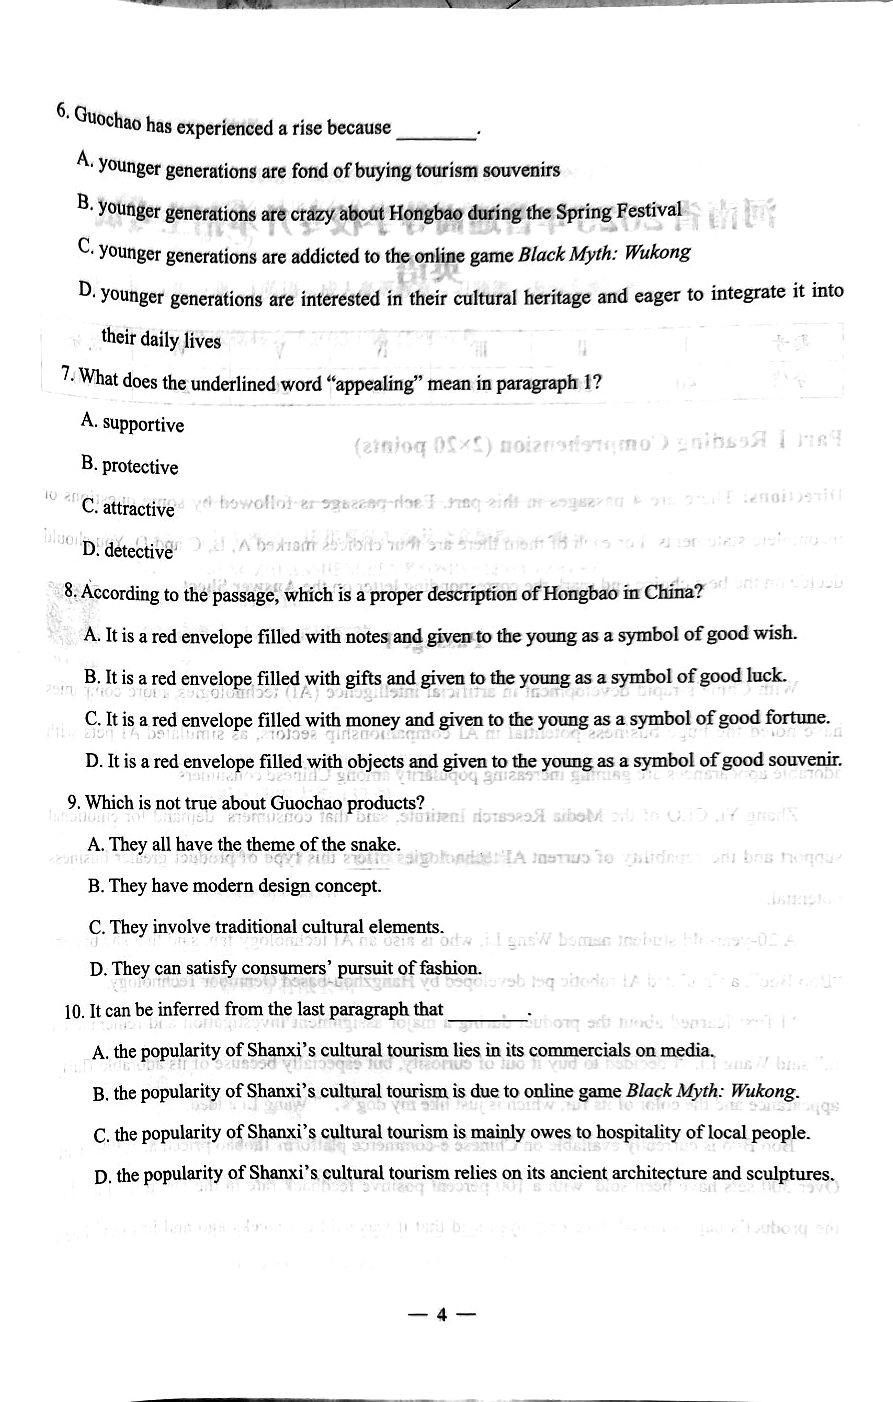 6. Guochao has experienced a rise because ________.
A. younger generations are fond of buying tourism souvenirs
B. younger generations are crazy about Hongbao during the Spring Festival
C. younger generations are addicted to the online game Black Myth: Wukong
D. younger generations are interested in their cultural heritage and eager to integrate it into
their daily lives
7. What does the underlined word “appealing” mean in paragraph 1?
A. supportive
B. protective
C. attractive
D. detective
8. According to the passage, which is a proper description of Hongbao in China?
A. It is a red envelope filled with notes and given to the young as a symbol of good wish.
B. It is a red envelope filled with gifts and given to the young as a symbol of good luck.
C. It is a red envelope filled with money and given to the young as a symbol of good fortune.
D. It is a red envelope filled with objects and given to the young as a symbol of good souvenir.
9. Which is not true about Guochao products?
A. They all have the theme of the snake.
B. They have modern design concept.
C. They involve traditional cultural elements.
D. They can satisfy consumers’ pursuit of fashion.
10. It can be inferred from the last paragraph that ________.
A. the popularity of Shanxi’s cultural tourism lies in its commercials on media.
B. the popularity of Shanxi’s cultural tourism is due to online game Black Myth: Wukong.
C. the popularity of Shanxi’s cultural tourism is mainly owes to hospitality of local people.
D. the popularity of Shanxi’s cultural tourism relies on its ancient architecture and sculptures.
— 4 —